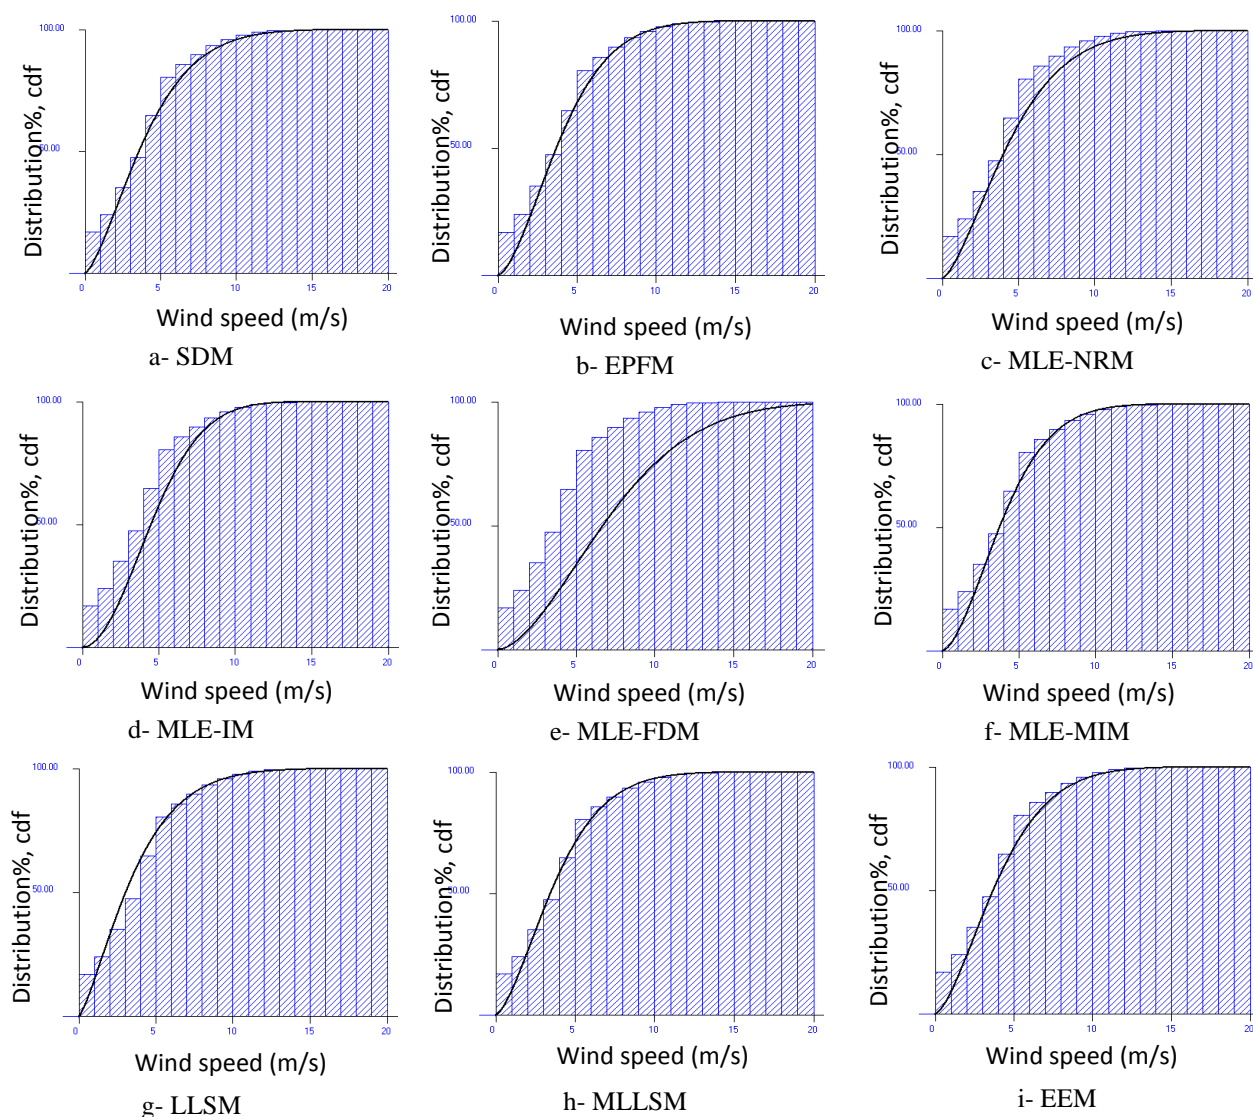 100.00
50.00
Distribution%, cdf
0 5 10 15 20
Wind speed (m/s)
a- SDM
100.00
50.00
Distribution%, cdf
0 5 10 15 20
Wind speed (m/s)
b- EPFM
100.00
50.00
Distribution%, cdf
0 5 10 15 20
Wind speed (m/s)
c- MLE-NRM
100.00
50.00
Distribution%, cdf
0 5 10 15 20
Wind speed (m/s)
d- MLE-IM
100.00
50.00
Distribution%, cdf
0 5 10 15 20
Wind speed (m/s)
e- MLE-FDM
100.00
50.00
Distribution%, cdf
0 5 10 15 20
Wind speed (m/s)
f- MLE-MIM
100.00
50.00
Distribution%, cdf
0 5 10 15 20
Wind speed (m/s)
g- LLSM
100.00
50.00
Distribution%, cdf
0 5 10 15 20
Wind speed (m/s)
h- MLLSM
100.00
50.00
Distribution%, cdf
0 5 10 15 20
Wind speed (m/s)
i- EEM